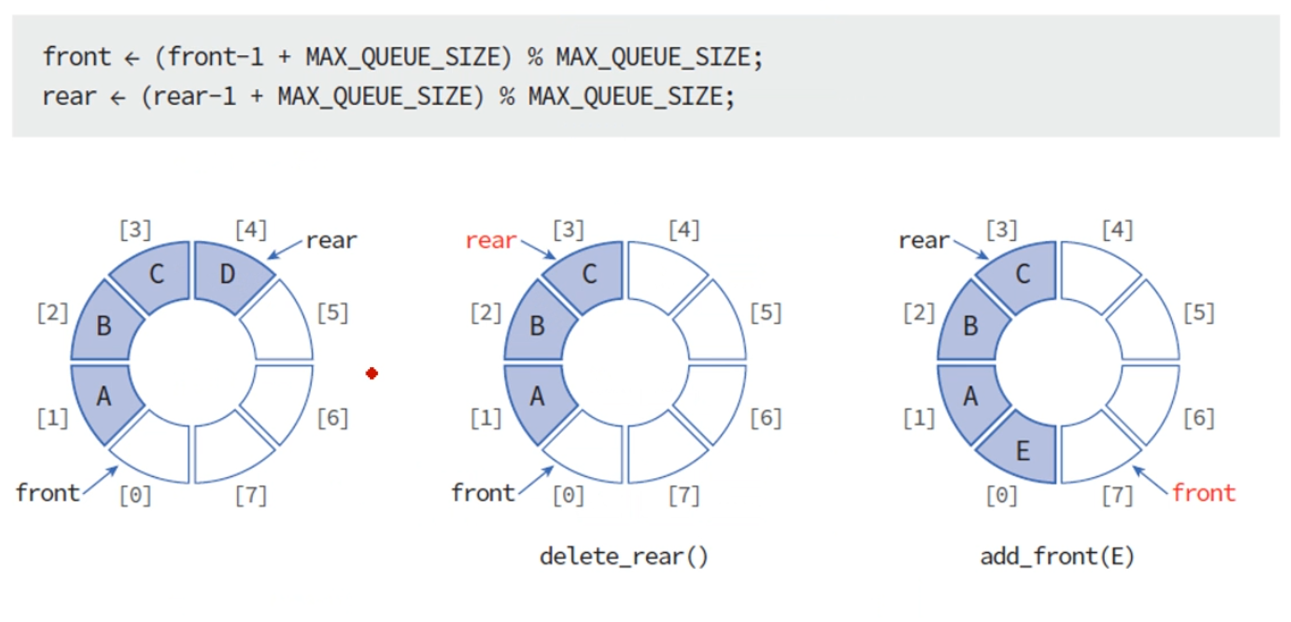 front ← (front-1 + MAX_QUEUE_SIZE) % MAX_QUEUE_SIZE;
rear ← (rear-1 + MAX_QUEUE_SIZE) % MAX_QUEUE_SIZE;
[3] [4] rear
C D
[2] B [5]
[1] A [6]
front [0] [7]
rear [3] [4]
C
[2] B [5]
[1] A [6]
front [0] [7]
delete_rear()
rear [3] [4]
C
[2] B [5]
[1] A [6]
E
[0] [7] front
add_front(E)